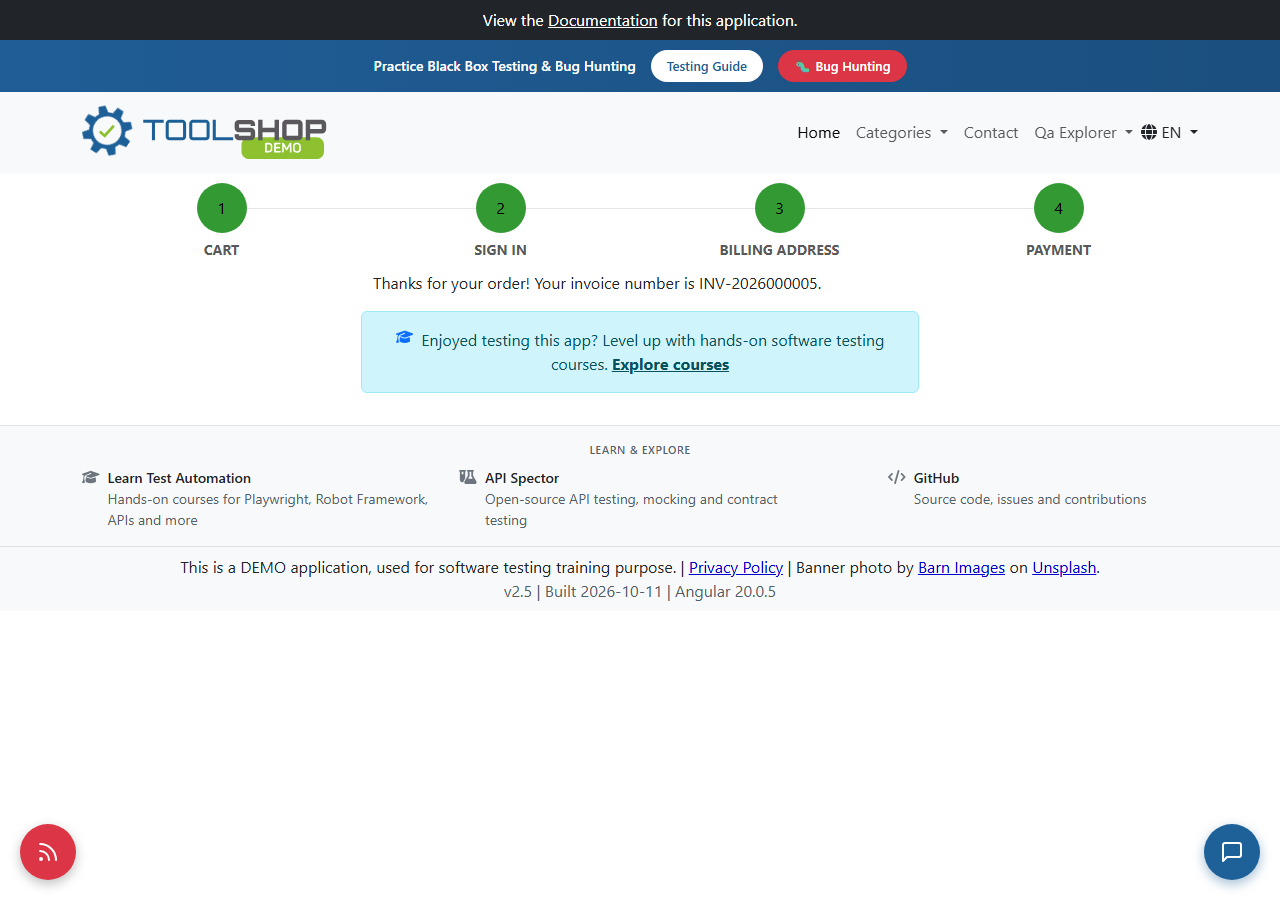 View the Documentation for this application.
Practice Black Box Testing & Bug Hunting Testing Guide Bug Hunting
TOOLSHOP DEMO
Home Categories Contact Qa Explorer EN
1 2 3 4
CART SIGN IN BILLING ADDRESS PAYMENT
Thanks for your order! Your invoice number is INV-2026000005.
Enjoyed testing this app? Level up with hands-on software testing
courses. Explore courses
LEARN & EXPLORE
Learn Test Automation
Hands-on courses for Playwright, Robot Framework,
APIs and more
API Spector
Open-source API testing, mocking and contract
testing
GitHub
Source code, issues and contributions
This is a DEMO application, used for software testing training purpose. | Privacy Policy | Banner photo by Barn Images on Unsplash.
v2.5 | Built 2026-10-11 | Angular 20.0.5